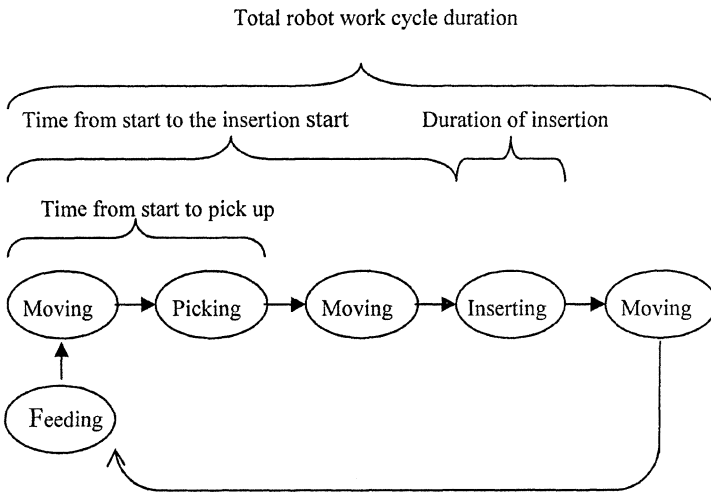 Total robot work cycle duration
Time from start to the insertion start
Duration of insertion
Time from start to pick up
Moving
Picking
Moving
Inserting
Moving
Feeding